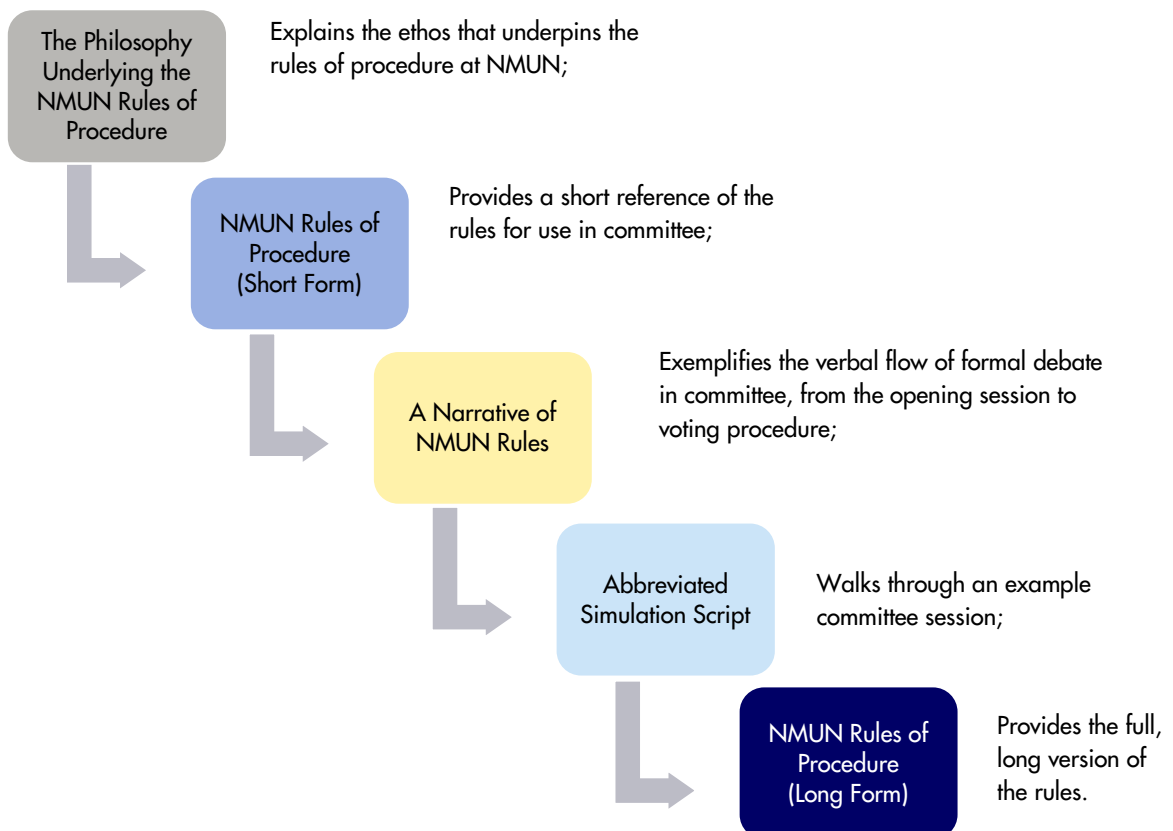 The Philosophy
Underlying the
NMUN Rules of
Procedure
Explains the ethos that underpins the
rules of procedure at NMUN;
NMUN Rules of
Procedure
(Short Form)
Provides a short reference of the
rules for use in committee;
A Narrative of
NMUN Rules
Exemplifies the verbal flow of formal debate
in committee, from the opening session to
voting procedure;
Abbreviated
Simulation Script
Walks through an example
committee session;
NMUN Rules of
Procedure
(Long Form)
Provides the full,
long version of
the rules.